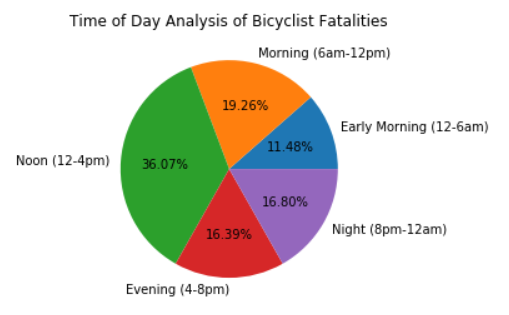 Time of Day Analysis of Bicyclist Fatalities
Morning (6am-12pm)
19.26%
Early Morning (12-6am)
11.48%
Noon (12-4pm)
36.07%
16.80%
Night (8pm-12am)
16.39%
Evening (4-8pm)